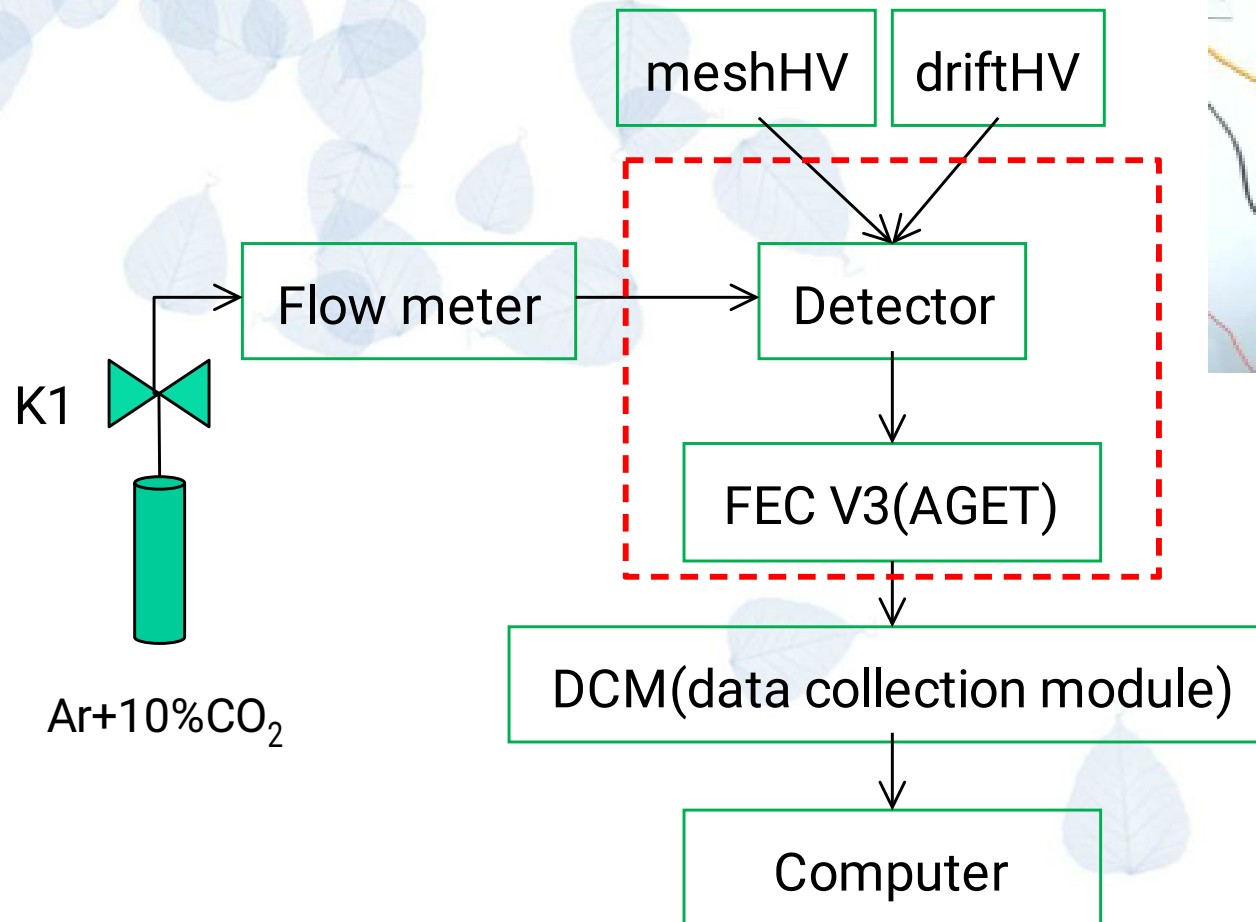 meshHV
driftHV
Flow meter
Detector
K1
FEC V3(AGET)
DCM(data collection module)
Ar+10%CO₂
Computer